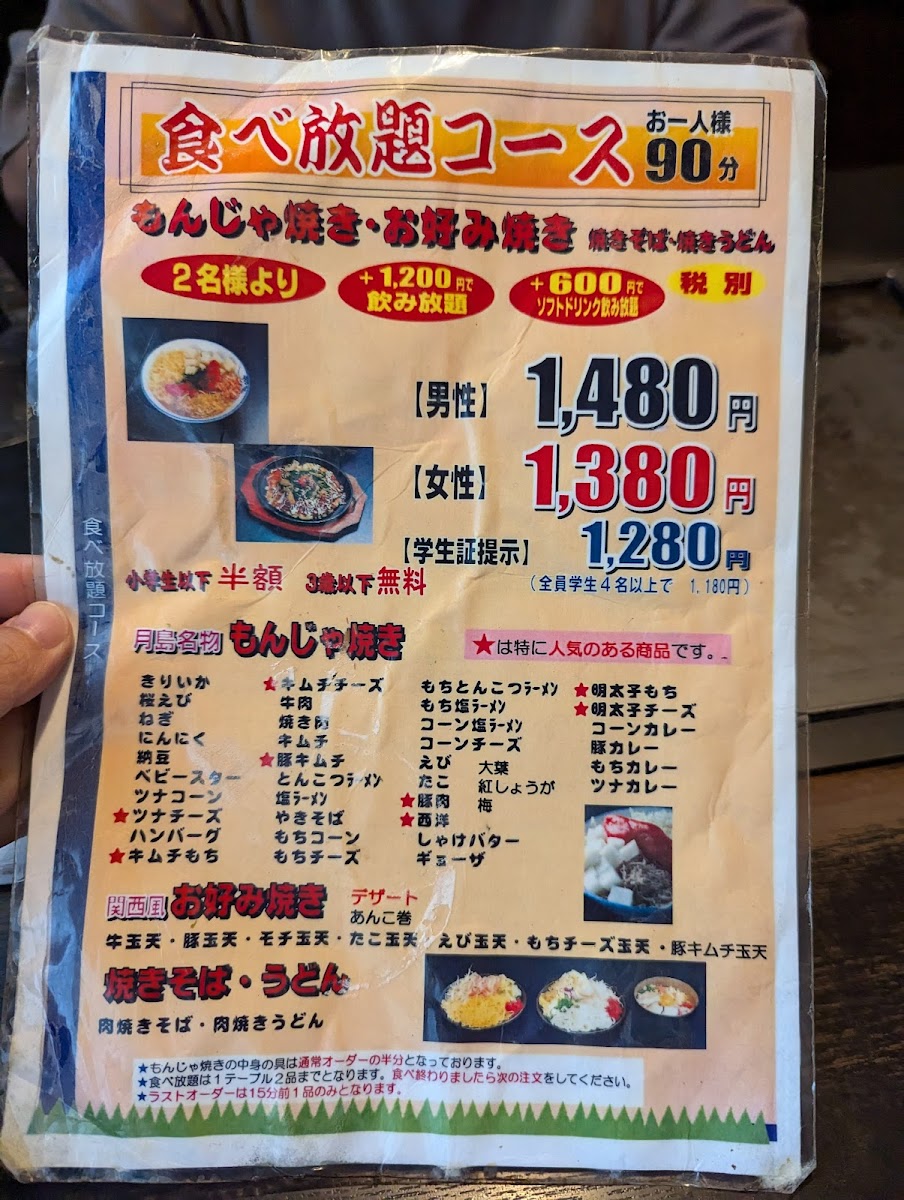 食べ放題コース
お一人様
90分
もんじゃ焼き・お好み焼き 焼きそば・焼きうどん
2名様より
+1,200円で
飲み放題
+600円で
ソフトドリンク飲み放題
税別
【男性】 1,480円
【女性】 1,380円
【学生証提示】 1,280円
(全員学生4名以上で 1,180円)
小学生以下 半額 3歳以下 無料
食べ放題コース
月島名物 もんじゃ焼き
★は特に人気のある商品です。
きりいか
桜えび
ねぎ
にんにく
納豆
ベビースター
ツナコーン
★ツナチーズ
ハンバーグ
★キムチもち
★キムチチーズ
牛肉
焼き肉
キムチ
★豚キムチ
とんこつラーメン
塩ラーメン
やきそば
もちコーン
もちチーズ
もちとんこつラーメン
もち塩ラーメン
コーン塩ラーメン
コーンチーズ
えび
たこ
★豚肉
★西洋
しゃけバター
ギョーザ
大葉
紅しょうが
梅
★明太子もち
★明太子チーズ
コーンカレー
豚カレー
もちカレー
ツナカレー
関西風 お好み焼き
デザート
あんこ巻
牛玉天・豚玉天・モチ玉天・たこ玉天・えび玉天・もちチーズ玉天・豚キムチ玉天
焼きそば・うどん
肉焼きそば・肉焼きうどん
★もんじゃ焼きの中身の具は通常オーダーの半分となっております。
★食べ放題は1テーブル2品までとなります。食べ終わりましたら次の注文をしてください。
★ラストオーダーは15分前1品のみとなります。